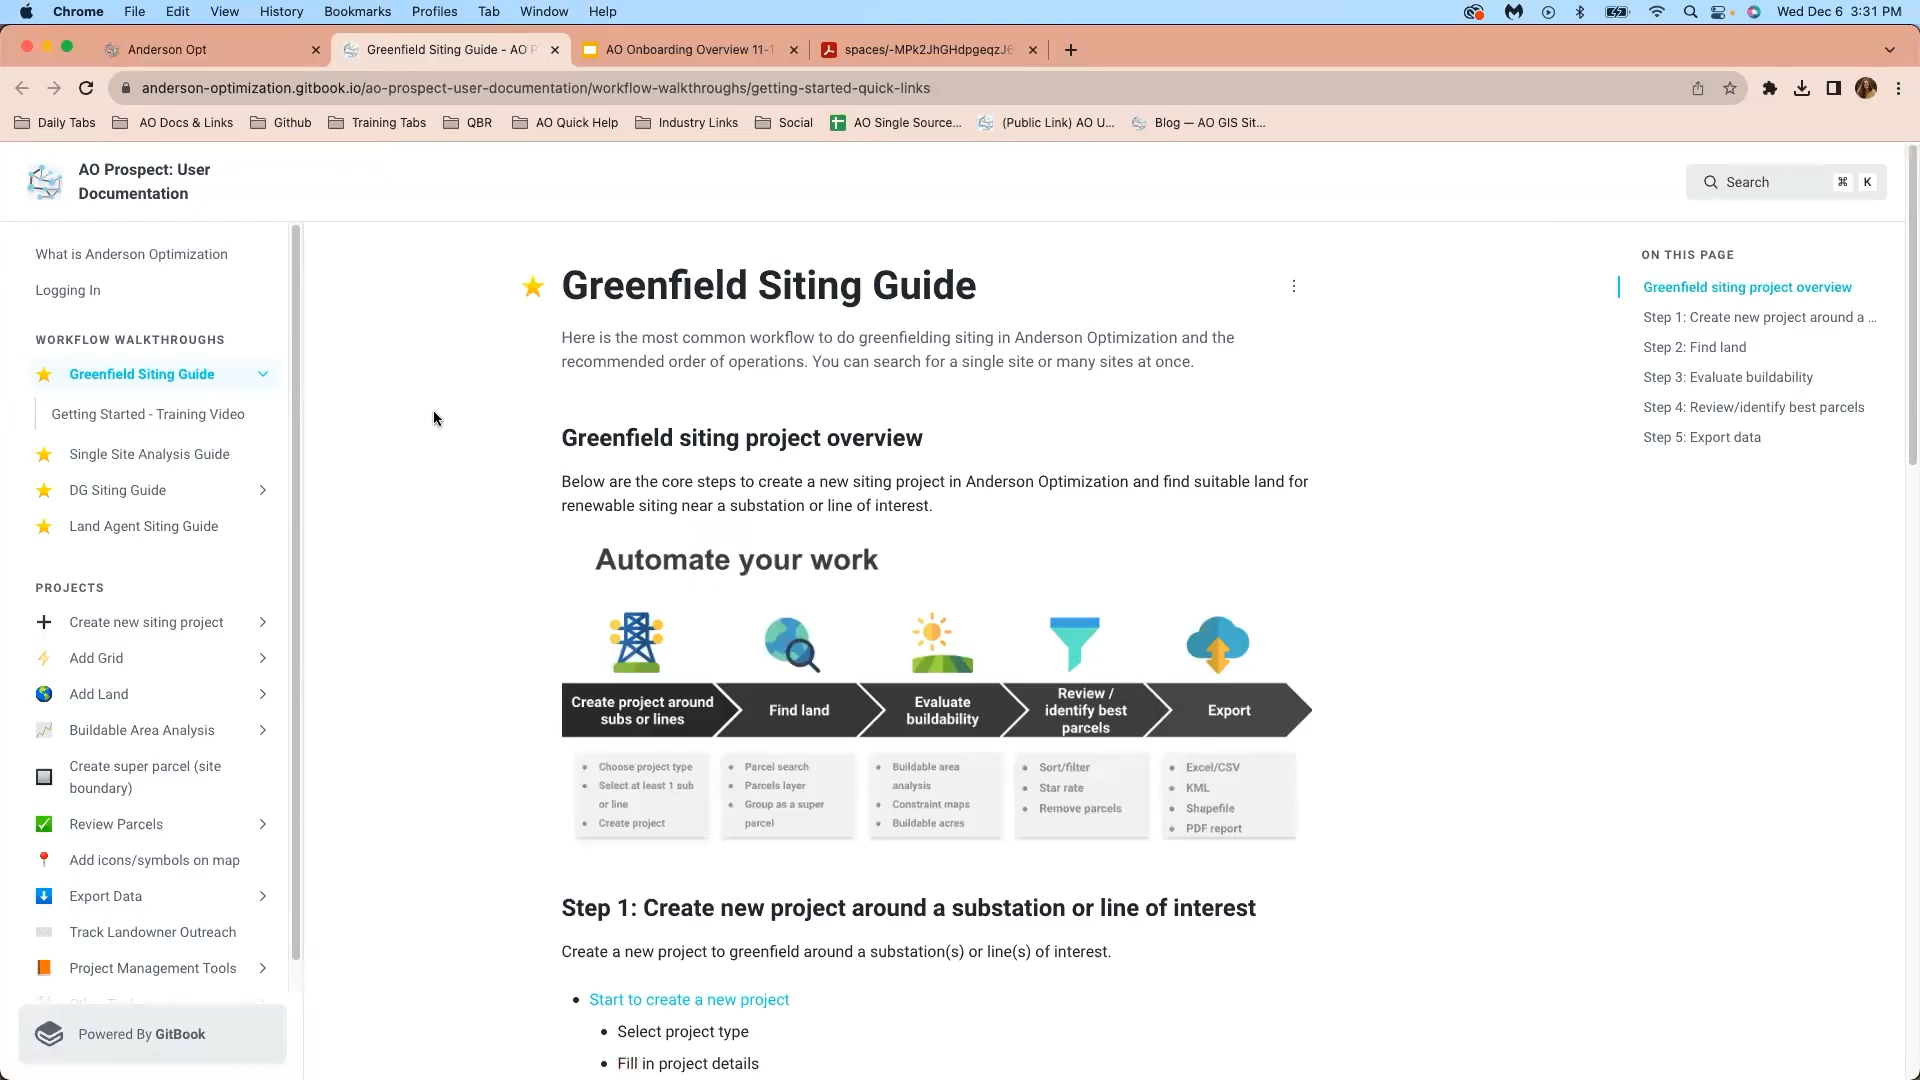 Chrome File Edit View History Bookmarks Profiles Tab Window Help Wed Dec 6 3:31 PM
Anderson Opt
Greenfield Siting Guide - AO P
AO Onboarding Overview 11-1
spaces/-MPk2JhGHdpgeqzJ6
anderson-optimization.gitbook.io/ao-prospect-user-documentation/workflow-walkthroughs/getting-started-quick-links
Daily Tabs AO Docs & Links Github Training Tabs QBR AO Quick Help Industry Links Social AO Single Source... (Public Link) AO U... Blog — AO GIS Sit...
AO Prospect: User
Documentation
Search ⌘ K
What is Anderson Optimization
Logging In
WORKFLOW WALKTHROUGHS
Greenfield Siting Guide
Getting Started - Training Video
Single Site Analysis Guide
DG Siting Guide
Land Agent Siting Guide
PROJECTS
Create new siting project
Add Grid
Add Land
Buildable Area Analysis
Create super parcel (site
boundary)
Review Parcels
Add icons/symbols on map
Export Data
Track Landowner Outreach
Project Management Tools
Powered By GitBook
Greenfield Siting Guide
Here is the most common workflow to do greenfielding siting in Anderson Optimization and the
recommended order of operations. You can search for a single site or many sites at once.
Greenfield siting project overview
Below are the core steps to create a new siting project in Anderson Optimization and find suitable land for
renewable siting near a substation or line of interest.
Automate your work
Create project around
subs or lines
Find land
Evaluate
buildability
Review /
identify best
parcels
Export
• Choose project type
• Select at least 1 sub
or line
• Create project
• Parcel search
• Parcels layer
• Group as a super
parcel
• Buildable area
analysis
• Constraint maps
• Buildable acres
• Sort/filter
• Star rate
• Remove parcels
• Excel/CSV
• KML
• Shapefile
• PDF report
Step 1: Create new project around a substation or line of interest
Create a new project to greenfield around a substation(s) or line(s) of interest.
• Start to create a new project
• Select project type
• Fill in project details
ON THIS PAGE
Greenfield siting project overview
Step 1: Create new project around a ...
Step 2: Find land
Step 3: Evaluate buildability
Step 4: Review/identify best parcels
Step 5: Export data